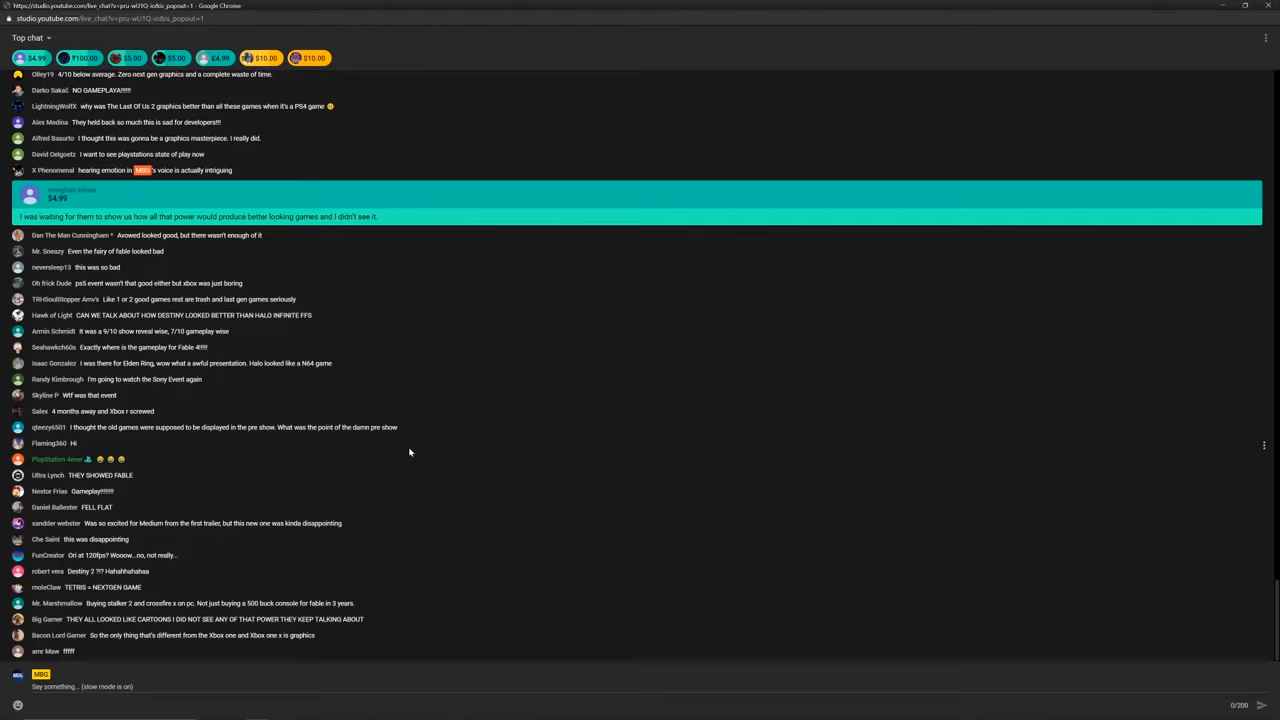 https://studio.youtube.com/live_chat?v=pru-wU1Q-io&is_popout=1 - Google Chrome
studio.youtube.com/live_chat?v=pru-wU1Q-io&is_popout=1
Top chat
$4.99 ₹100.00 $5.00 $5.00 £4.99 $10.00 $10.00
Olley19 4/10 below average. Zero next gen graphics and a complete waste of time.
Darko Sakač NO GAMEPLAYA!!!!!!
LightningWolfX why was The Last Of Us 2 graphics better than all these games when it's a PS4 game
Alex Medina They held back so much this is sad for developers!!!
Alfred Basurto I thought this was gonna be a graphics masterpiece. I really did.
David Oelgoetz I want to see playstations state of play now
X Phenomenal hearing emotion in MBG's voice is actually intriguing
$4.99
I was waiting for them to show us how all that power would produce better looking games and I didn't see it.
Dan The Man Cunningham * Avowed looked good, but there wasn't enough of it
Mr. Sneazy Even the fairy of fable looked bad
neversleep13 this was so bad
Oh frick Dude ps5 event wasn't that good either but xbox was just boring
TRHSoulStopper Amv's Like 1 or 2 good games rest are trash and last gen games seriously
Hawk of Light CAN WE TALK ABOUT HOW DESTINY LOOKED BETTER THAN HALO INFINITE FFS
Armin Schmidt It was a 9/10 show reveal wise, 7/10 gameplay wise
Seahawkch60s Exactly where is the gameplay for Fable 4!!!!!
Isaac Gonzalez I was there for Elden Ring, wow what a awful presentation. Halo looked like a N64 game
Randy Kimbrough I'm going to watch the Sony Event again
Skyline P Wtf was that event
Salex 4 months away and Xbox r screwed
qteezy6501 I thought the old games were supposed to be displayed in the pre show. What was the point of the damn pre show
Flaming360 Hi
PlayStation 4ever
Ultra Lynch THEY SHOWED FABLE
Nestor Frias Gameplay!!!!!!!!!
Daniel Ballester FELL FLAT
xandder webster Was so excited for Medium from the first trailer, but this new one was kinda disappointing
Che Saint this was disappointing
FunCreator Ori at 120fps? Wooow...no, not really...
robert vera Destiny 2 ?!? Hahahhahahaa
moleClaw TETRIS = NEXTGEN GAME
Mr. Marshmallow Buying stalker 2 and crossfire x on pc. Not just buying a 500 buck console for fable in 3 years.
Big Gamer THEY ALL LOOKED LIKE CARTOONS I DID NOT SEE ANY OF THAT POWER THEY KEEP TALKING ABOUT
Bacon Lord Gamer So the only thing that's different from the Xbox one and Xbox one x is graphics
amr Maw fffff
MBG
Say something... (slow mode is on)
0/200